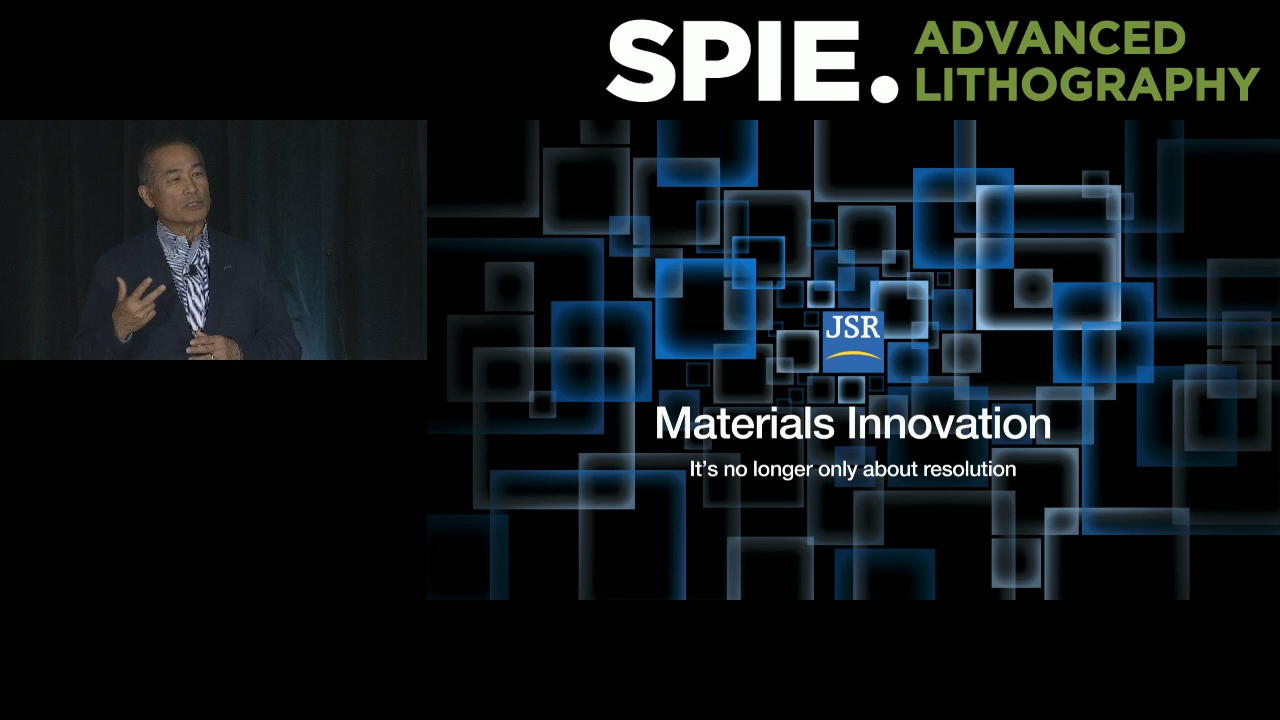 SPIE. ADVANCED
LITHOGRAPHY
JSR
Materials Innovation
It's no longer only about resolution